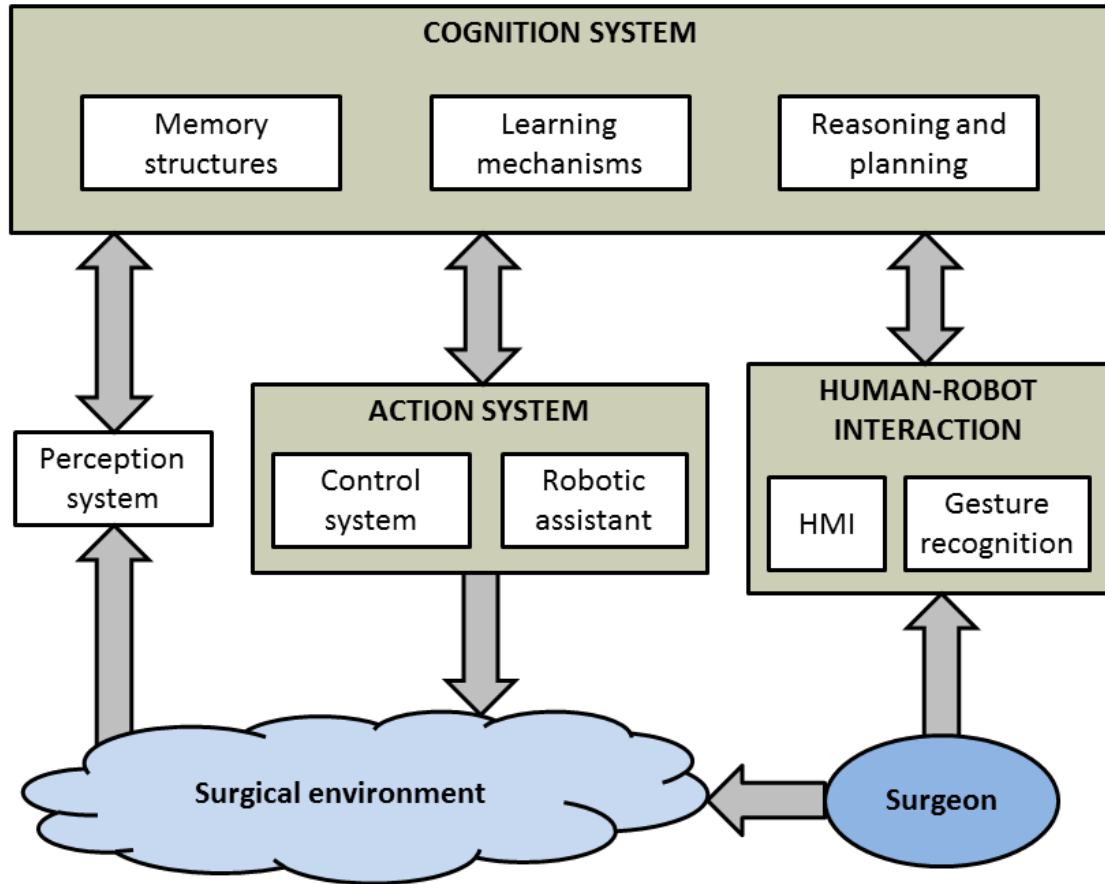 COGNITION SYSTEM
Memory
structures
Learning
mechanisms
Reasoning and
planning
Perception
system
ACTION SYSTEM
Control
system
Robotic
assistant
HUMAN-ROBOT
INTERACTION
HMI
Gesture
recognition
Surgical environment
Surgeon